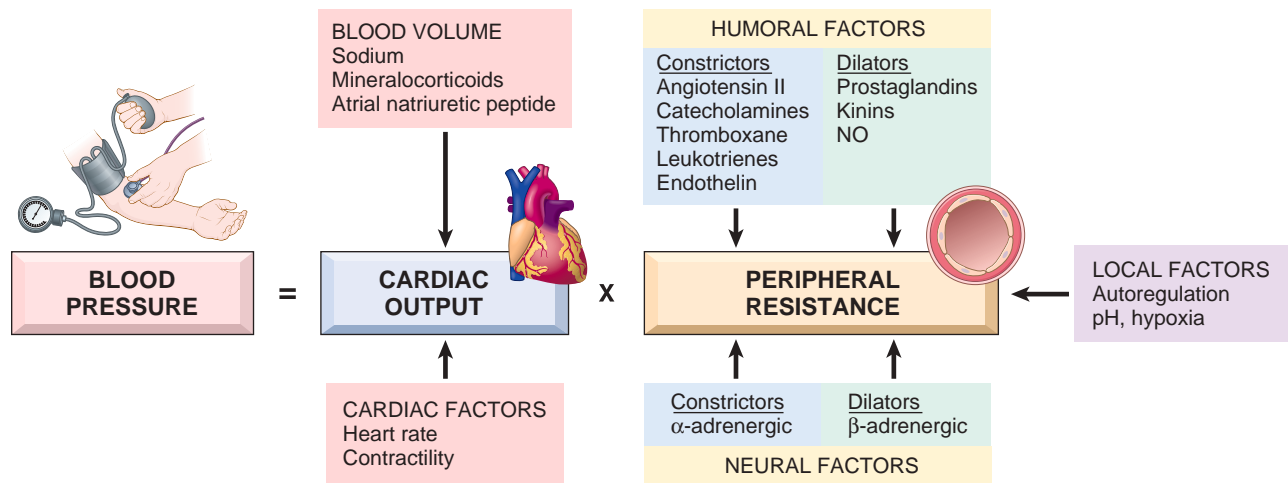 BLOOD VOLUME
Sodium
Mineralocorticoids
Atrial natriuretic peptide
HUMORAL FACTORS
Constrictors
Angiotensin II
Catecholamines
Thromboxane
Leukotrienes
Endothelin
Dilators
Prostaglandins
Kinins
NO
BLOOD
PRESSURE
=
CARDIAC
OUTPUT
x
PERIPHERAL
RESISTANCE
LOCAL FACTORS
Autoregulation
pH, hypoxia
CARDIAC FACTORS
Heart rate
Contractility
Constrictors
α-adrenergic
Dilators
β-adrenergic
NEURAL FACTORS